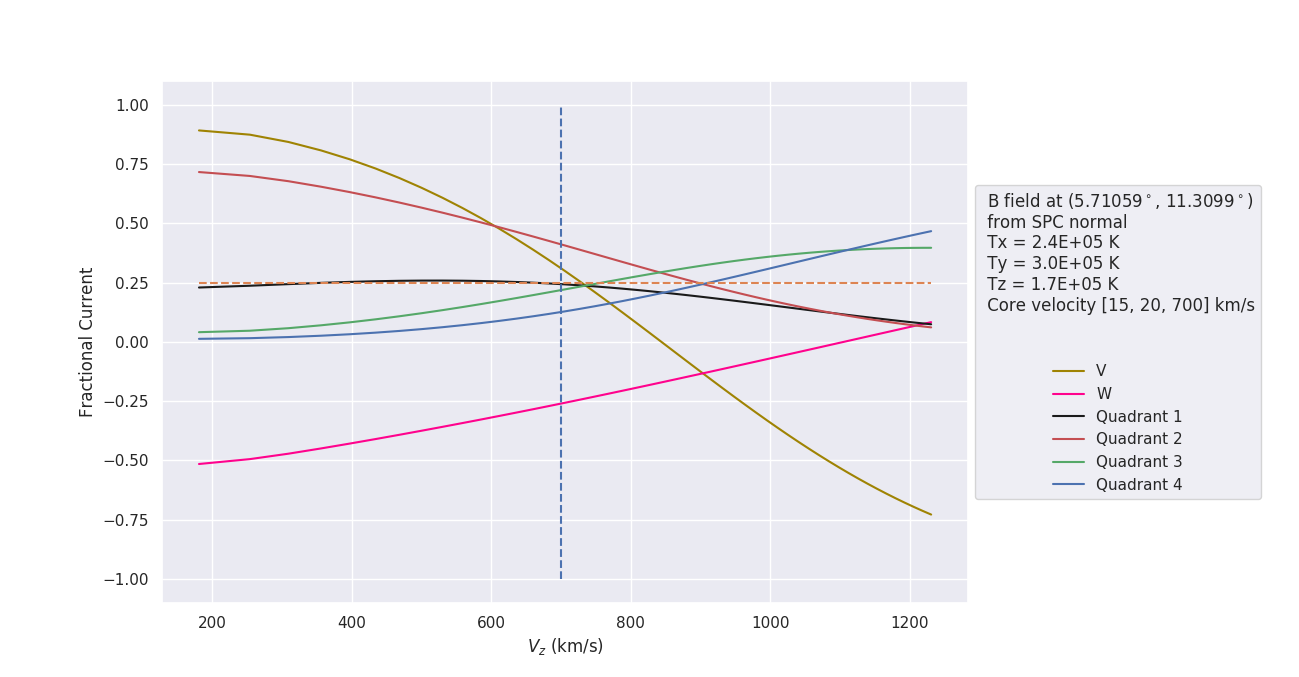 1.00
0.75
0.50
0.25
0.00
−0.25
−0.50
−0.75
−1.00
Fractional Current
200 400 600 800 1000 1200
V_z (km/s)
B field at (5.71059°, 11.3099°)
from SPC normal
Tx = 2.4E+05 K
Ty = 3.0E+05 K
Tz = 1.7E+05 K
Core velocity [15, 20, 700] km/s
V
W
Quadrant 1
Quadrant 2
Quadrant 3
Quadrant 4